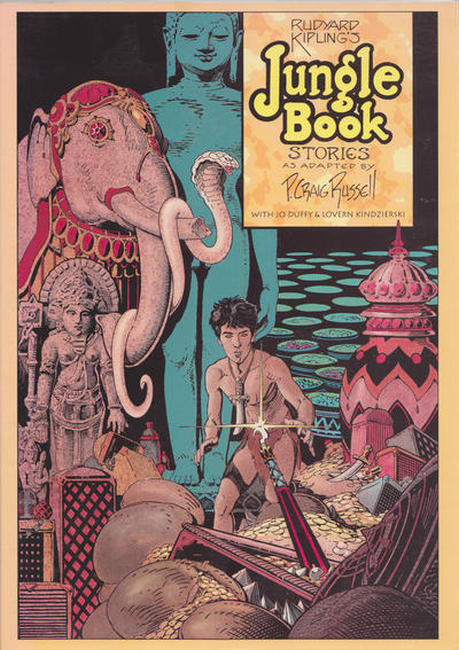 RUDYARD
KIPLING'S
Jungle
Book
STORIES
AS ADAPTED BY
P. CRAIG RUSSELL
WITH JO DUFFY & LOVERN KINDZIERSKI